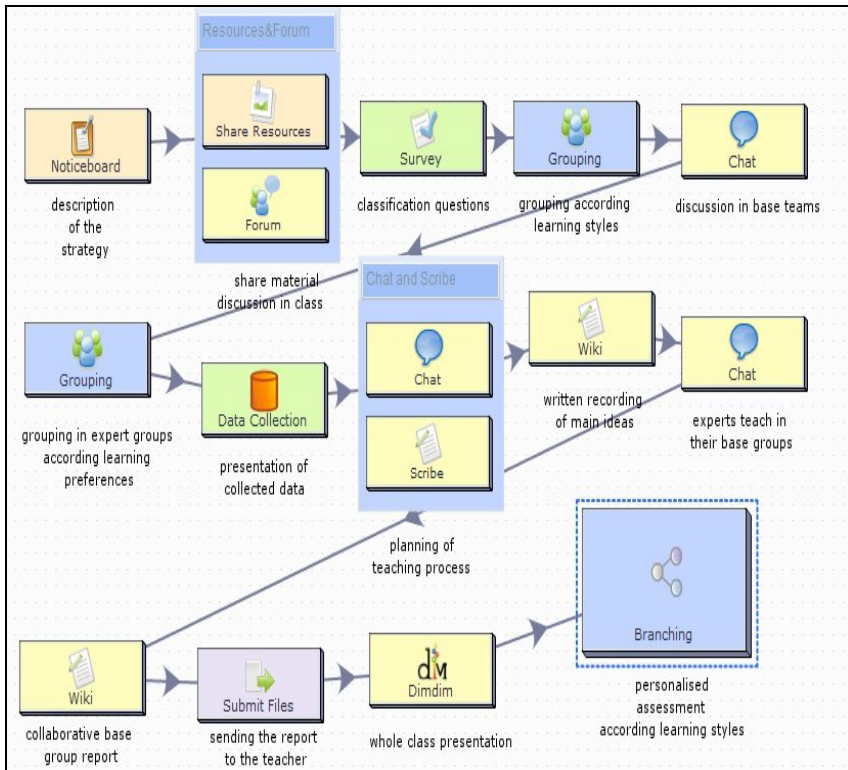 Resources&Forum
Share Resources
Forum
Noticeboard
Survey
Grouping
Chat
description
of the
strategy
share material
discussion in class
classification questions
grouping according
learning styles
discussion in base teams
Grouping
Data Collection
Chat and Scribe
Chat
Scribe
Wiki
Chat
grouping in expert groups
according learning
preferences
presentation of
collected data
planning of
teaching process
written recording
of main ideas
experts teach in
their base groups
Wiki
Submit Files
dM
Dimdim
Branching
collaborative base
group report
sending the report
to the teacher
whole class presentation
personalised
assessment
according learning styles